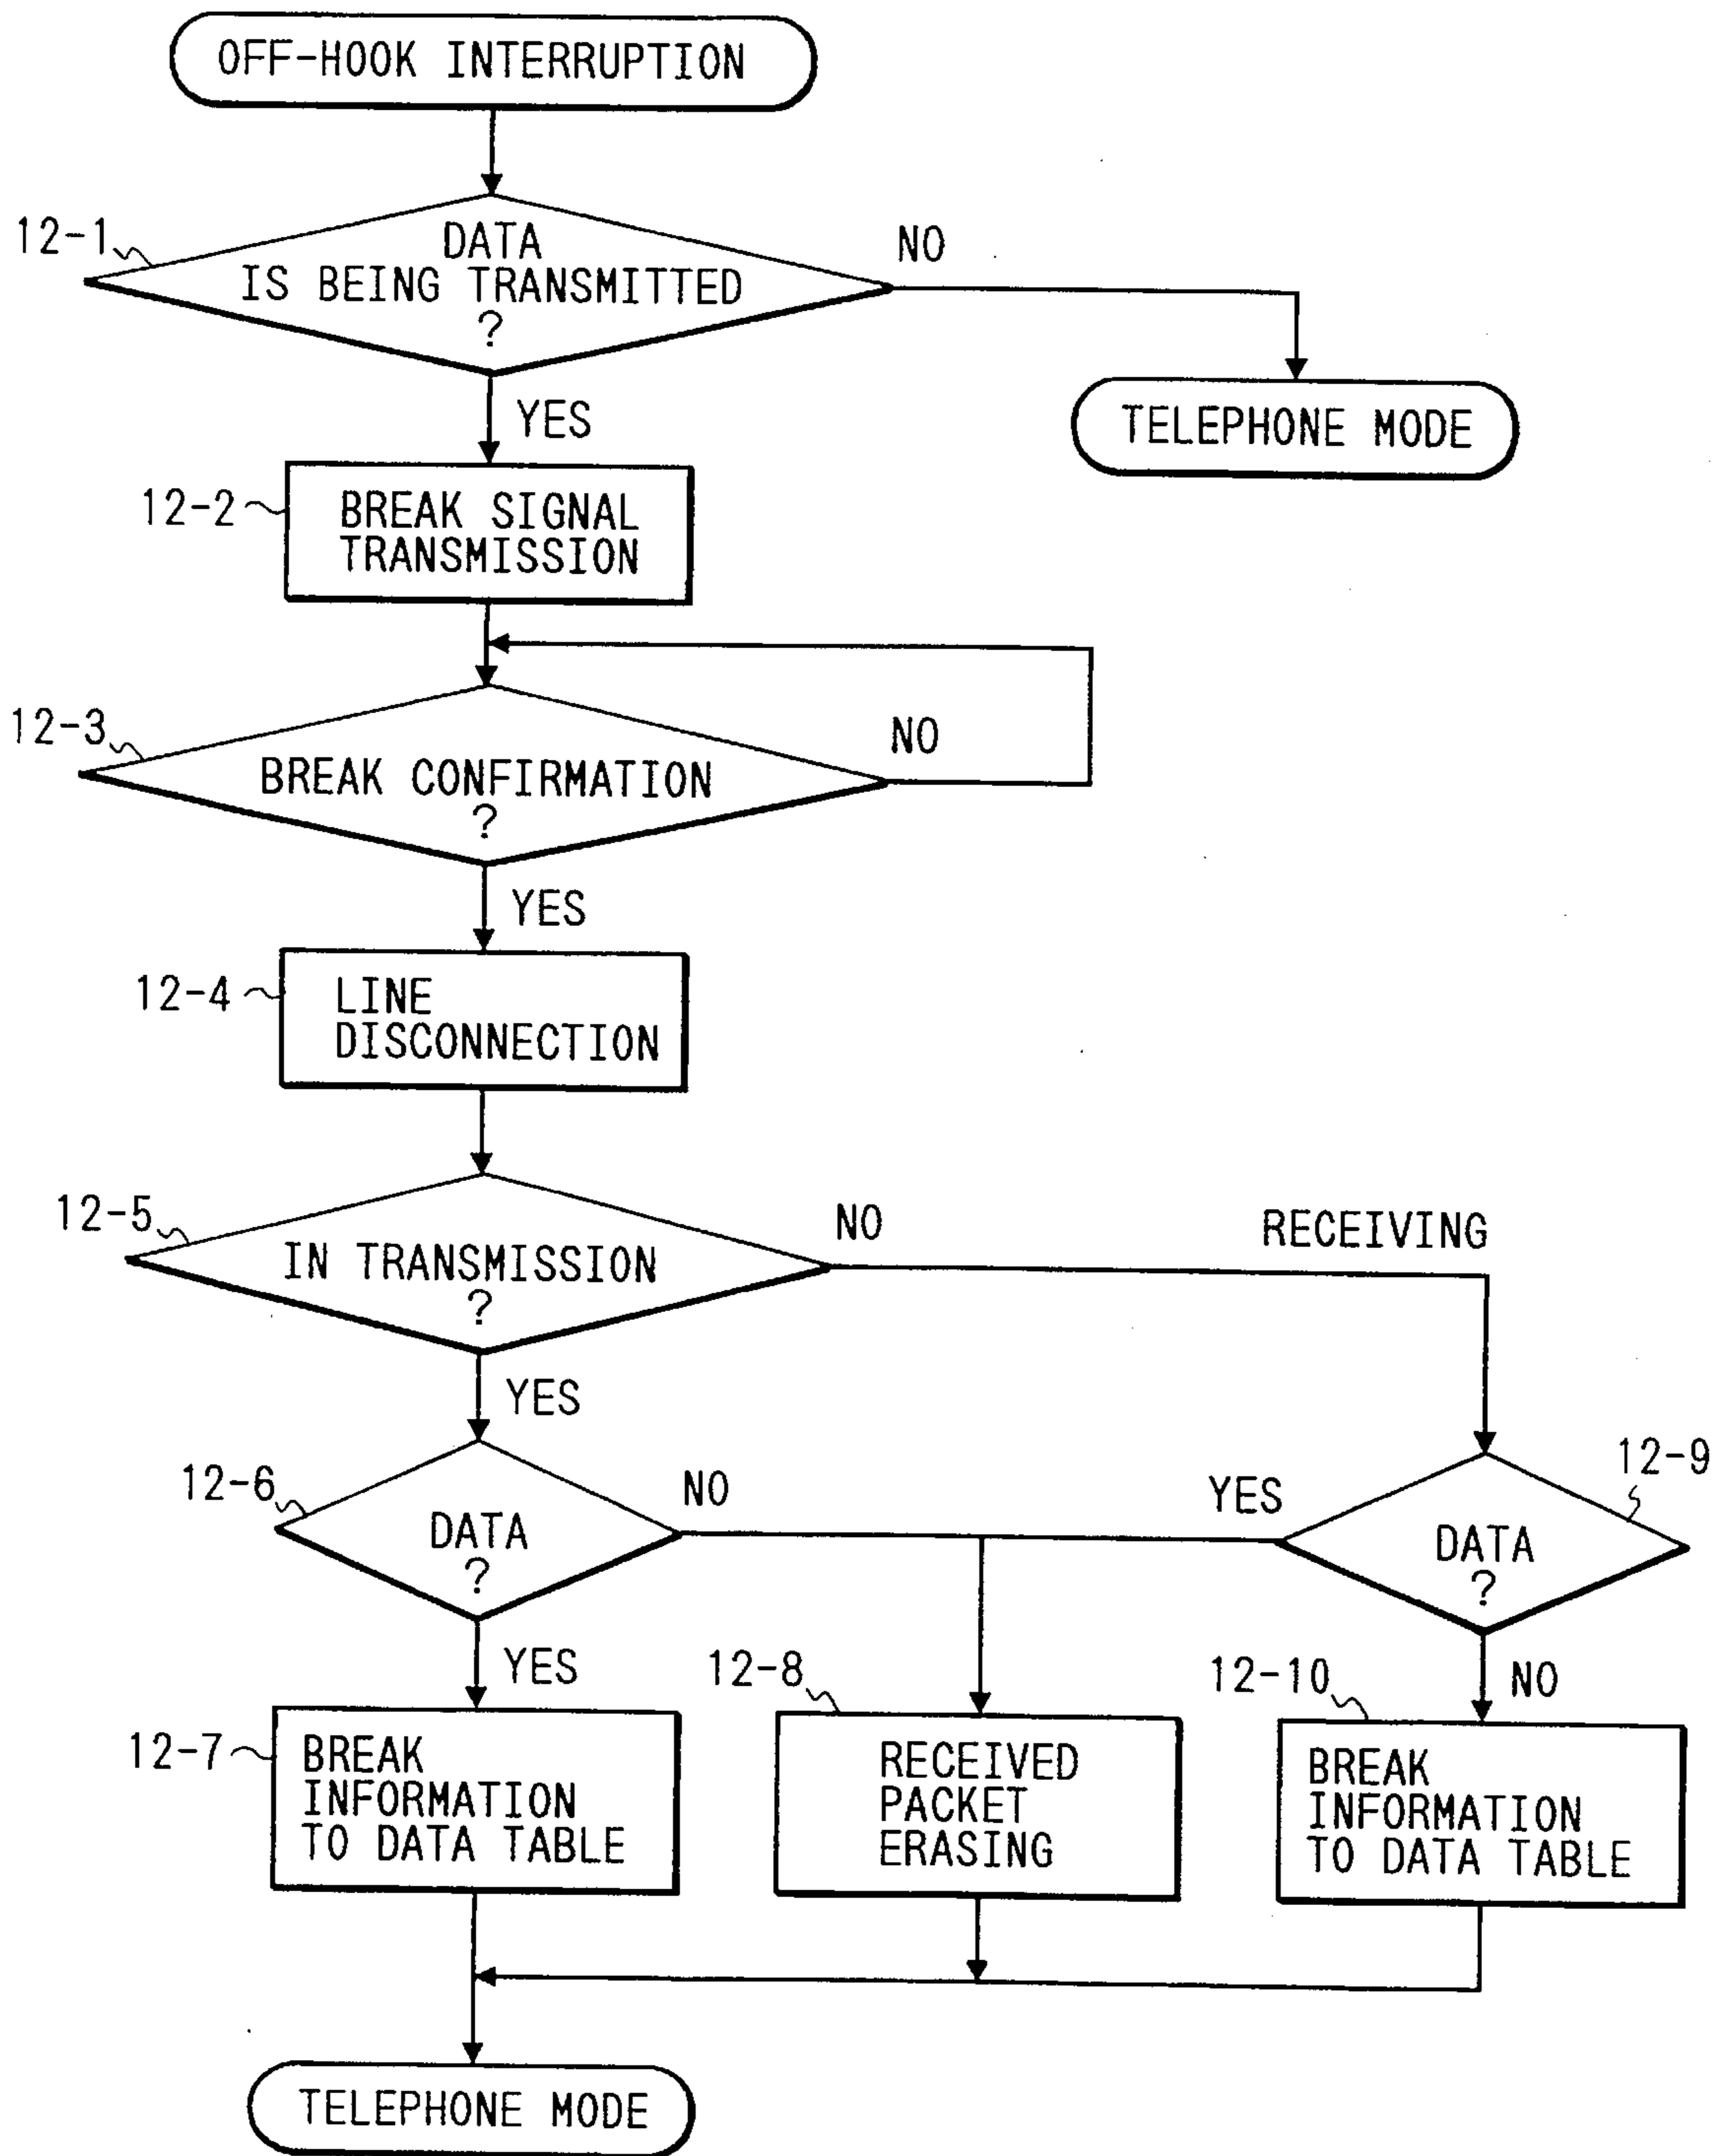 OFF-HOOK INTERRUPTION
12-1
DATA
IS BEING TRANSMITTED
?
NO
TELEPHONE MODE
YES
12-2
BREAK SIGNAL
TRANSMISSION
12-3
BREAK CONFIRMATION
?
NO
YES
12-4
LINE
DISCONNECTION
12-5
IN TRANSMISSION
?
NO
RECEIVING
YES
12-6
DATA
?
NO
YES
12-9
DATA
?
YES
12-7
BREAK
INFORMATION
TO DATA TABLE
12-8
RECEIVED
PACKET
ERASING
NO
12-10
BREAK
INFORMATION
TO DATA TABLE
TELEPHONE MODE